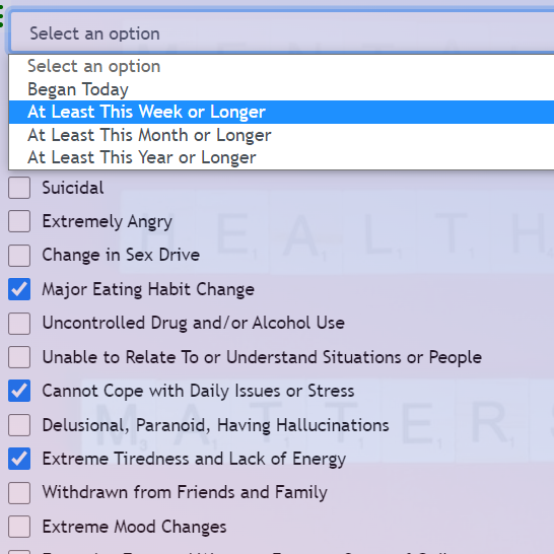 Select an option
MENTAL
Select an option
Began Today
At Least This Week or Longer
At Least This Month or Longer
At Least This Year or Longer
Suicidal
Extremely Angry
HEALTH
Change in Sex Drive
Major Eating Habit Change
Uncontrolled Drug and/or Alcohol Use
Unable to Relate To or Understand Situations or People
Cannot Cope with Daily Issues or Stress
MATTERS
Delusional, Paranoid, Having Hallucinations
Extreme Tiredness and Lack of Energy
Withdrawn from Friends and Family
Extreme Mood Changes